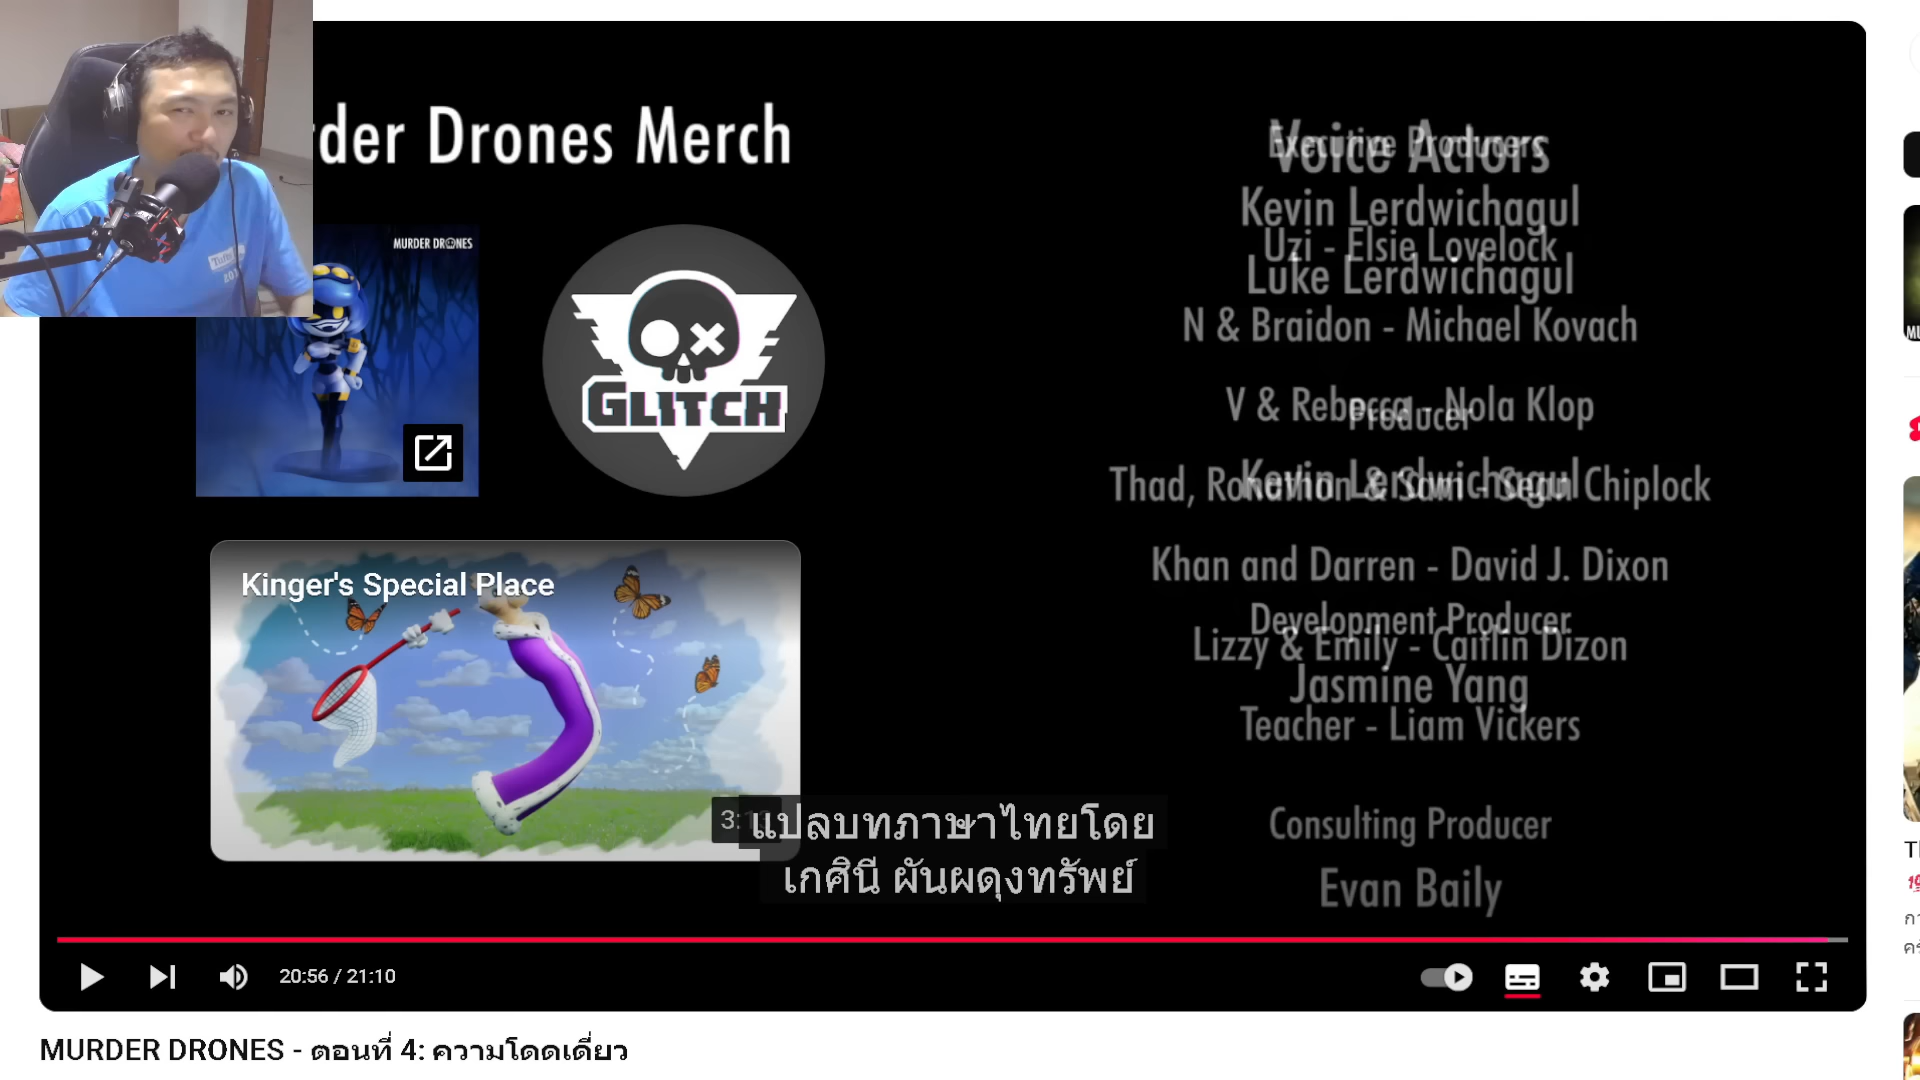 der Drones Merch
MURDER DRONES
GLITCH
Kinger's Special Place
3:1
Executive Producers
Voice Actors
Kevin Lerdwichagul
Uzi - Elsie Lovelock
Luke Lerdwichagul
N & Braidon - Michael Kovach
V & Rebecca - Nola Klop
Producer
Kevin Lerdwichagul
Thad, Ronathon & Sam - Sean Chiplock
Khan and Darren - David J. Dixon
Development Producer
Lizzy & Emily - Caitlin Dizon
Jasmine Yang
Teacher - Liam Vickers
Consulting Producer
Evan Baily
แปลบทภาษาไทยโดย
เกศินี ผันผดุงทรัพย์
20:56 / 21:10
MURDER DRONES - ตอนที่ 4: ความโดดเดี่ยว